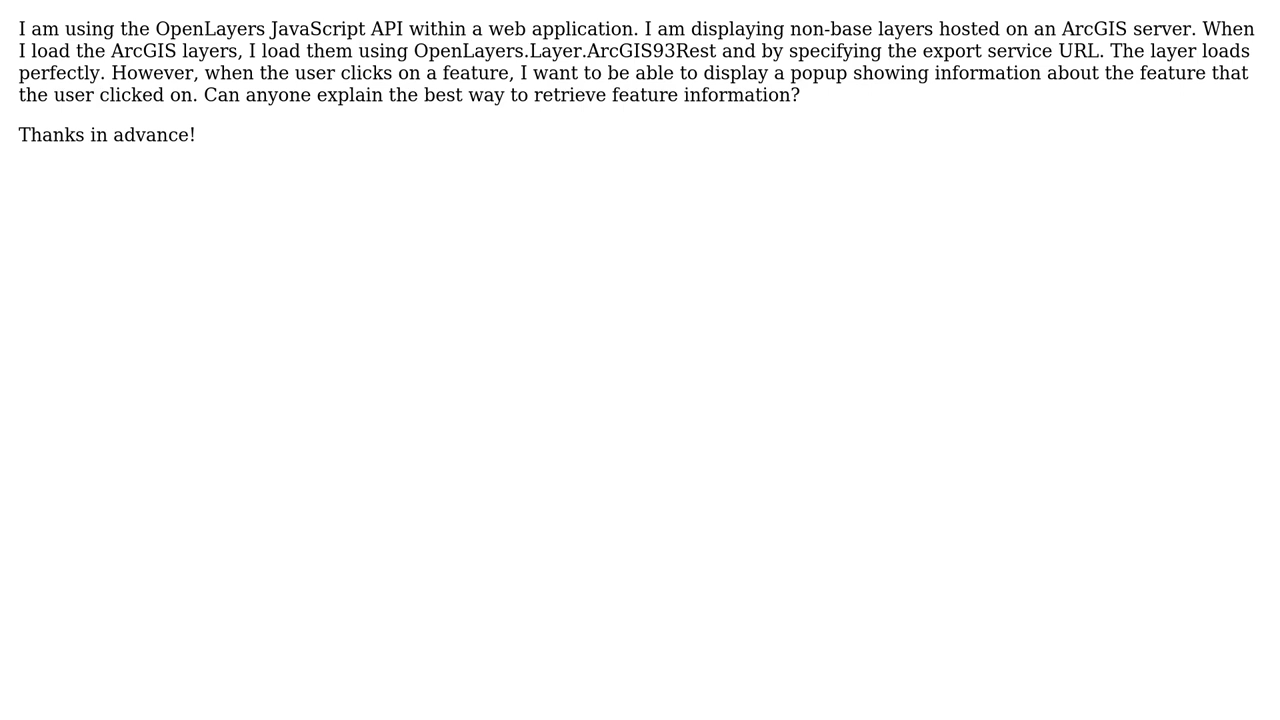 I am using the OpenLayers JavaScript API within a web application. I am displaying non-base layers hosted on an ArcGIS server. When
I load the ArcGIS layers, I load them using OpenLayers.Layer.ArcGIS93Rest and by specifying the export service URL. The layer loads
perfectly. However, when the user clicks on a feature, I want to be able to display a popup showing information about the feature that
the user clicked on. Can anyone explain the best way to retrieve feature information?
Thanks in advance!